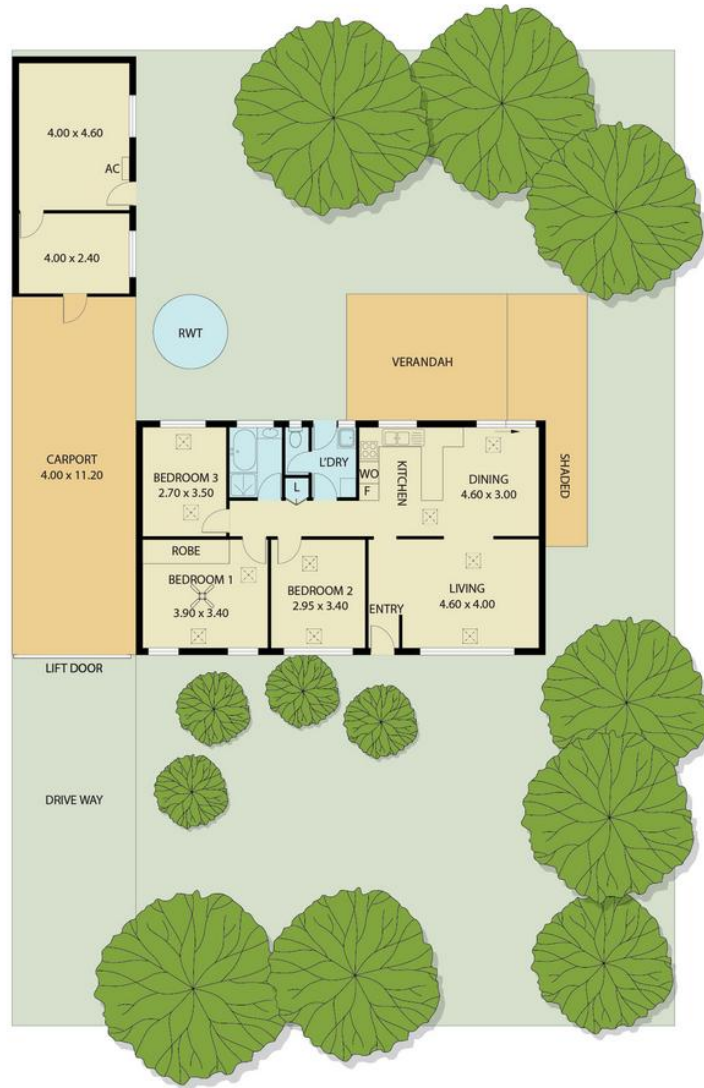 4.00 x 4.60
AC
4.00 x 2.40
RWT
VERANDAH
SHADED
CARPORT
4.00 x 11.20
BEDROOM 3
2.70 x 3.50
L
L'DRY
WO
F
KITCHEN
DINING
4.60 x 3.00
ROBE
BEDROOM 1
3.90 x 3.40
BEDROOM 2
2.95 x 3.40
ENTRY
LIVING
4.60 x 4.00
LIFT DOOR
DRIVE WAY